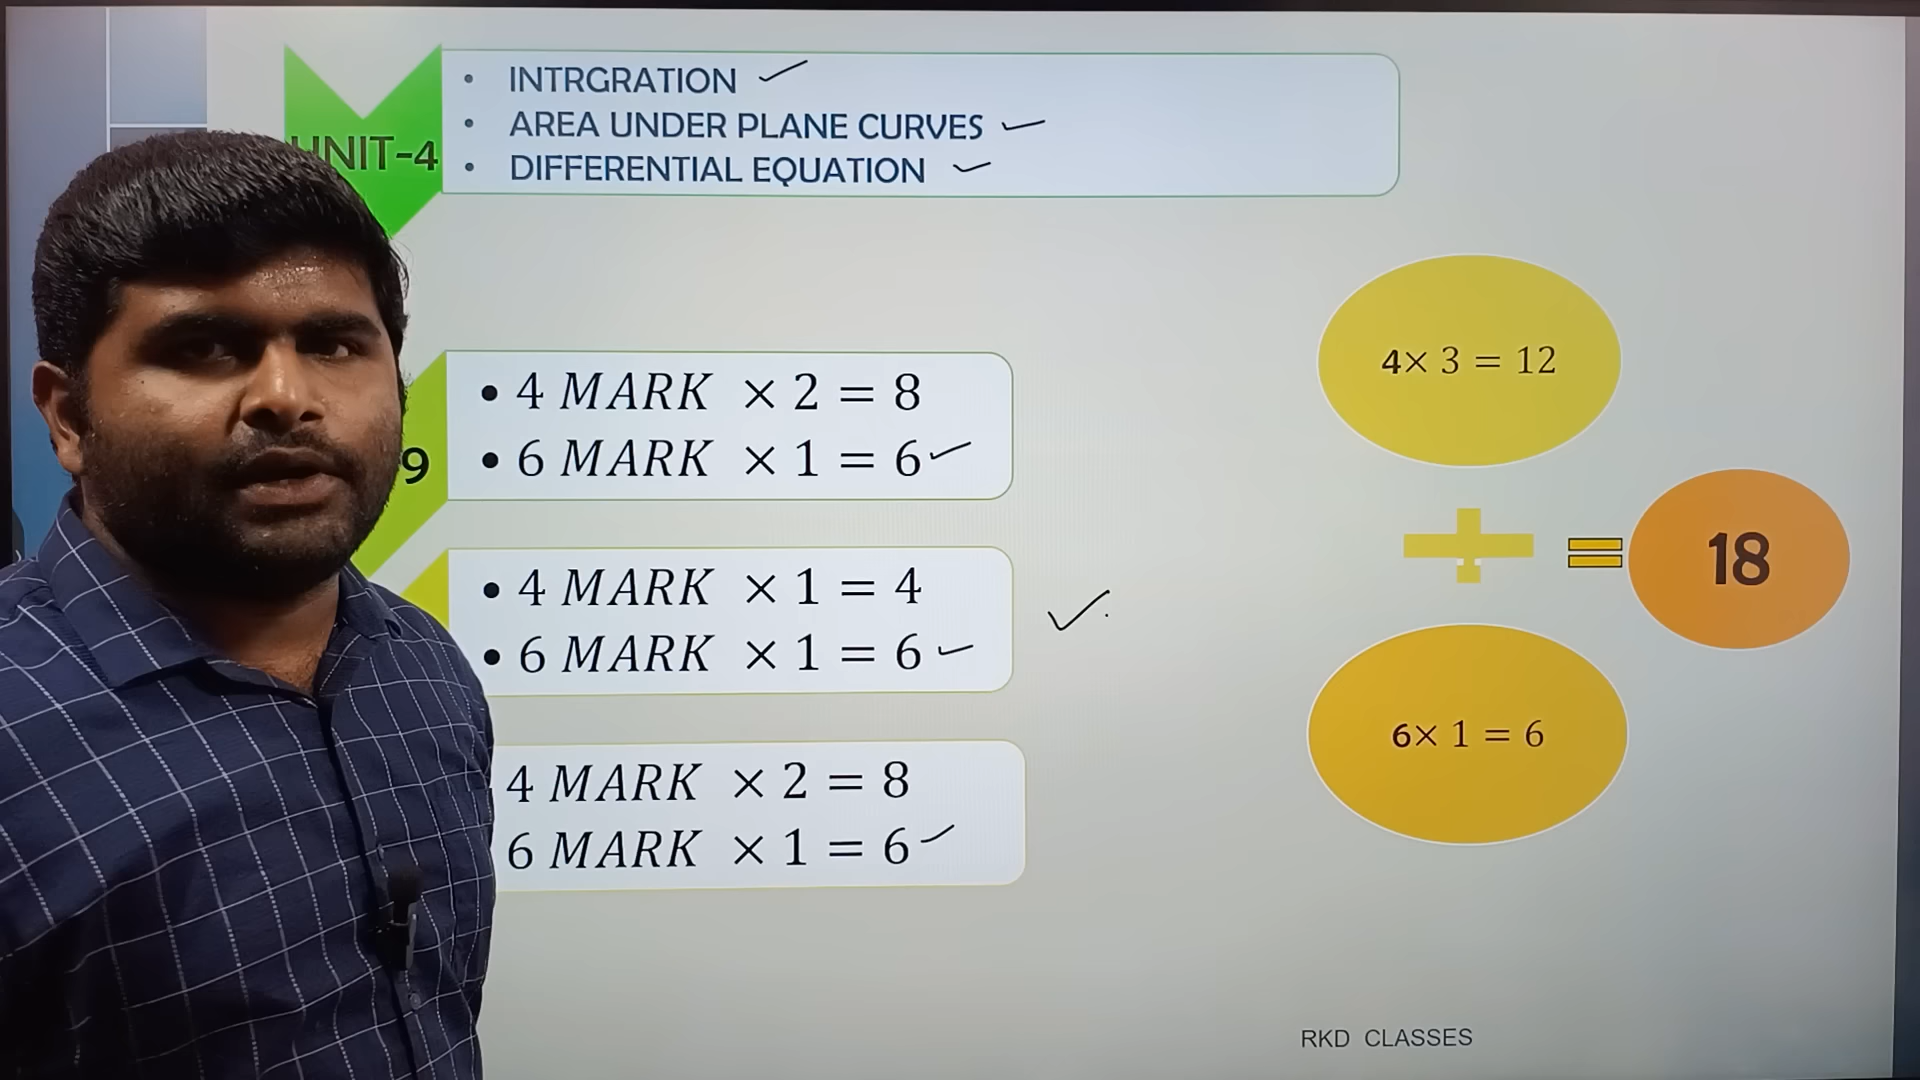 UNIT-4
• INTRGRATION
• AREA UNDER PLANE CURVES
• DIFFERENTIAL EQUATION
9
• 4 MARK × 2 = 8
• 6 MARK × 1 = 6
• 4 MARK × 1 = 4
• 6 MARK × 1 = 6
4 MARK × 2 = 8
6 MARK × 1 = 6
4× 3 = 12
+
= 18
6× 1 = 6
RKD CLASSES